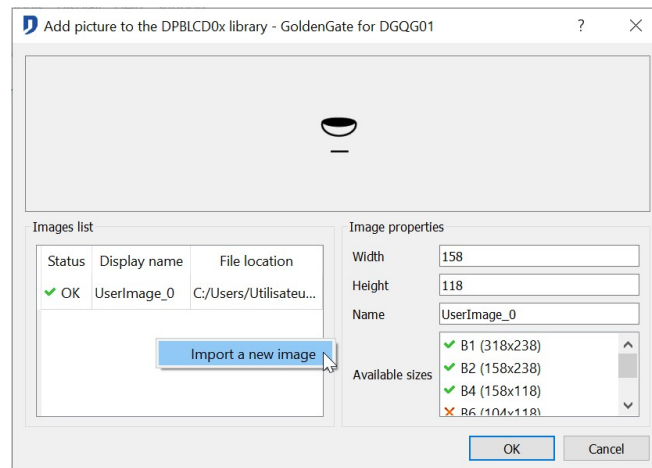 Add picture to the DPBLCD0x library - GoldenGate for DGQG01
Images list
Status Display name File location
OK UserImage_0 C:/Users/Utilisateu...
Import a new image
Image properties
Width 158
Height 118
Name UserImage_0
Available sizes
B1 (318x238)
B2 (158x238)
B4 (158x118)
B6 (104x118)
OK Cancel